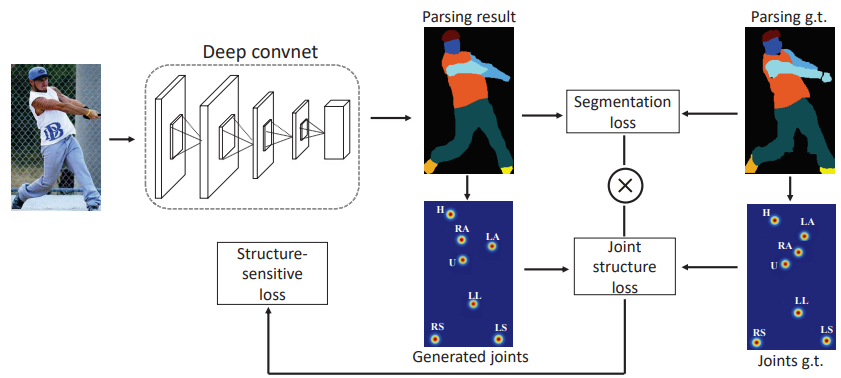 Parsing result
Parsing g.t.
Deep convnet
Segmentation
loss
H
RA
LA
U
LL
RS
LS
H
LA
RA
U
LL
RS
LS
Structure-
sensitive
loss
Joint
structure
loss
Generated joints
Joints g.t.